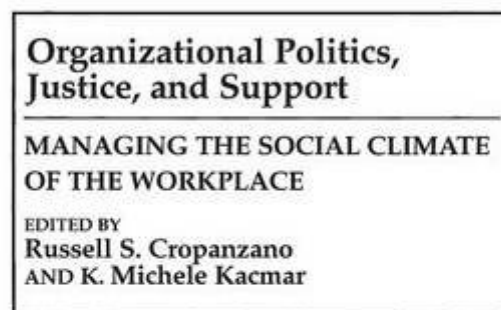 Organizational Politics,
Justice, and Support
MANAGING THE SOCIAL CLIMATE
OF THE WORKPLACE
EDITED BY
Russell S. Cropanzano
AND K. Michele Kacmar